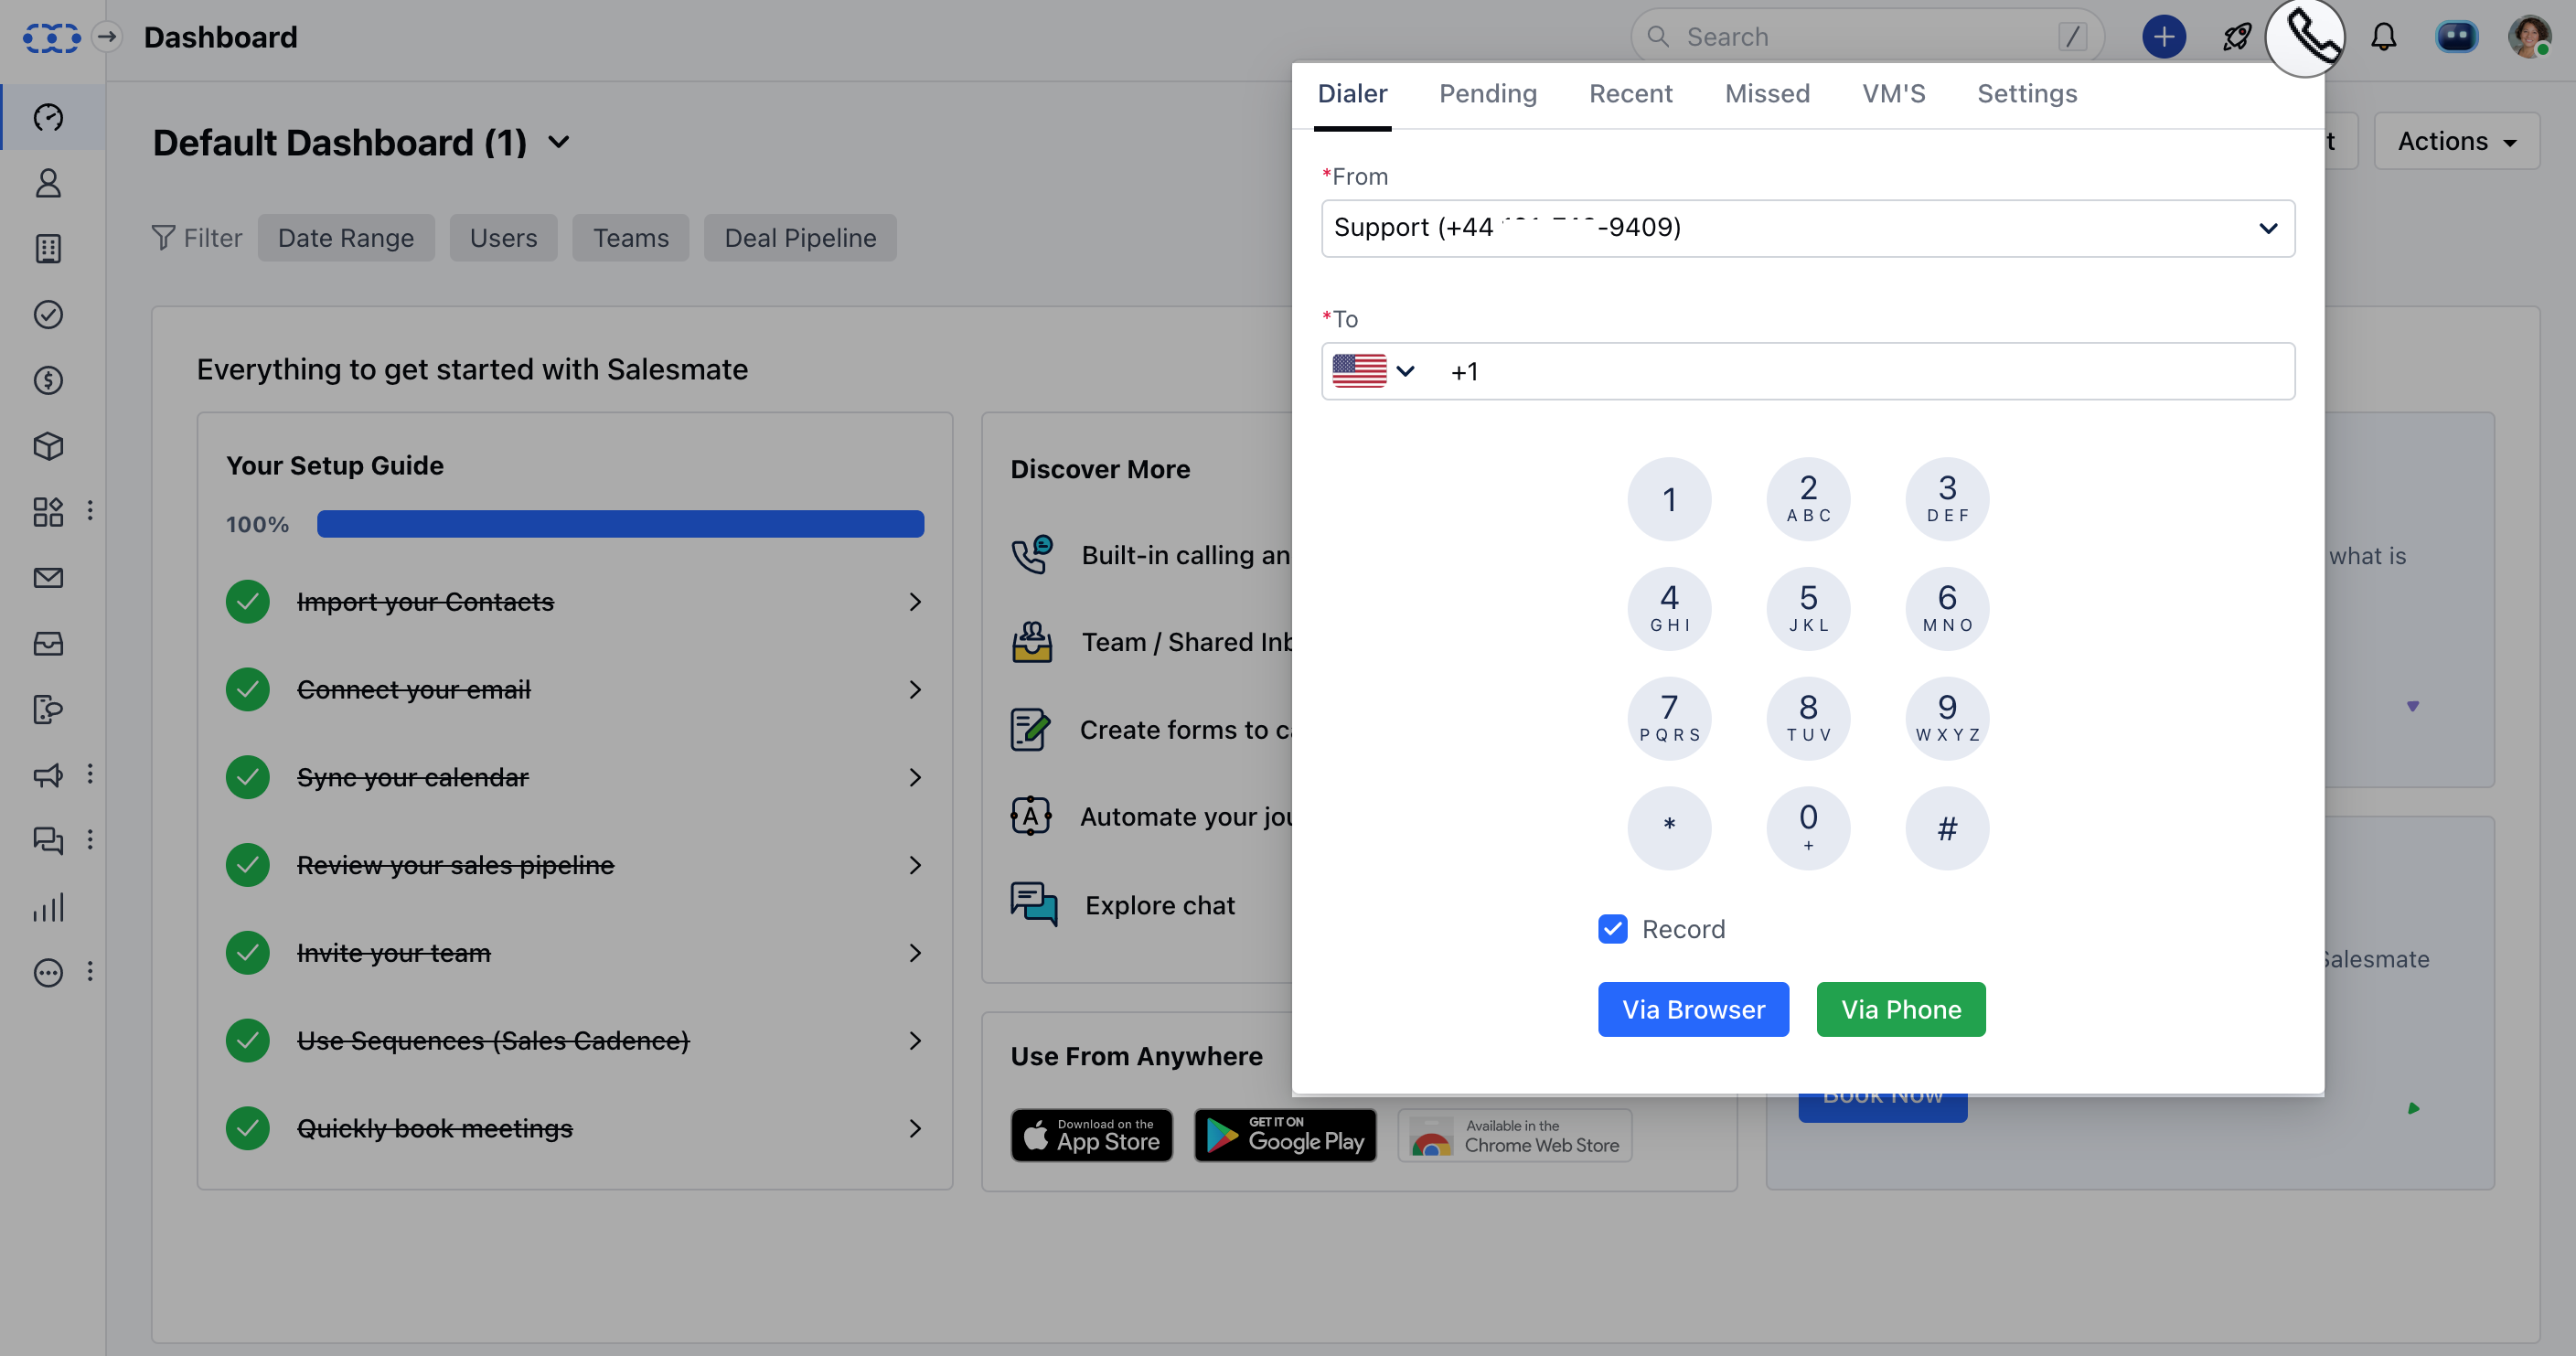 Dashboard
Search
/
Default Dashboard (1)
Actions
Filter
Date Range
Users
Teams
Deal Pipeline
Everything to get started with Salesmate
Your Setup Guide
100%
Import your Contacts
Connect your email
Sync your calendar
Review your sales pipeline
Invite your team
Use Sequences (Sales Cadence)
Quickly book meetings
Discover More
Built-in calling an
Team / Shared Inb
Create forms to c
Automate your jou
A
Explore chat
Use From Anywhere
Download on the
App Store
GET IT ON
Google Play
Available in the
Chrome Web Store
Dialer
Pending
Recent
Missed
VM'S
Settings
*From
Support (+44 -9409)
*To
+1
1
2
ABC
3
DEF
4
GHI
5
JKL
6
MNO
7
PQRS
8
TUV
9
WXYZ
*
0
+
#
Record
Via Browser
Via Phone
what is
Salesmate
Book Now